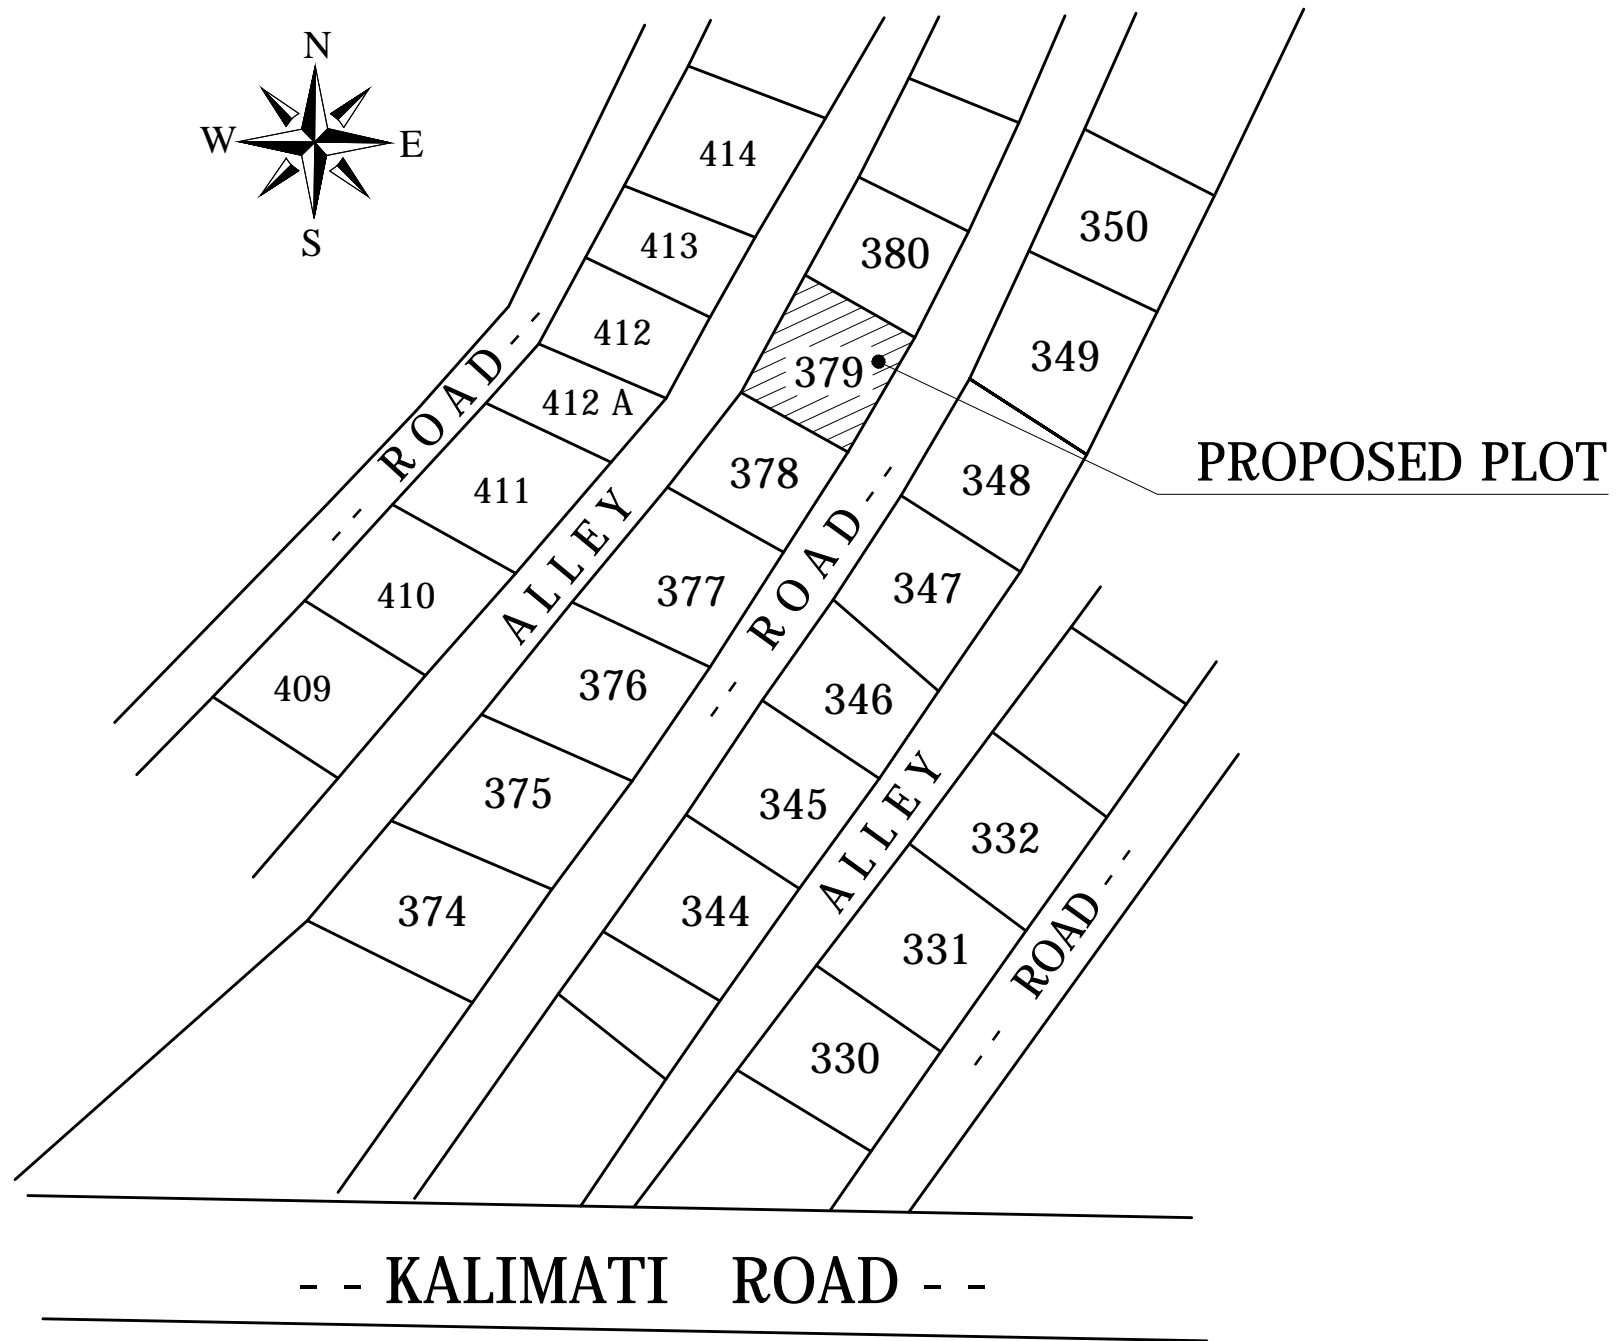 N
W E
S
414
413
412
412 A
411
410
409
-- ROAD --
ALLEY
380
379
378
377
376
375
374
-- ROAD --
350
349
348
347
346
345
344
PROPOSED PLOT
ALLEY
332
331
330
-- ROAD --
-- KALIMATI ROAD --